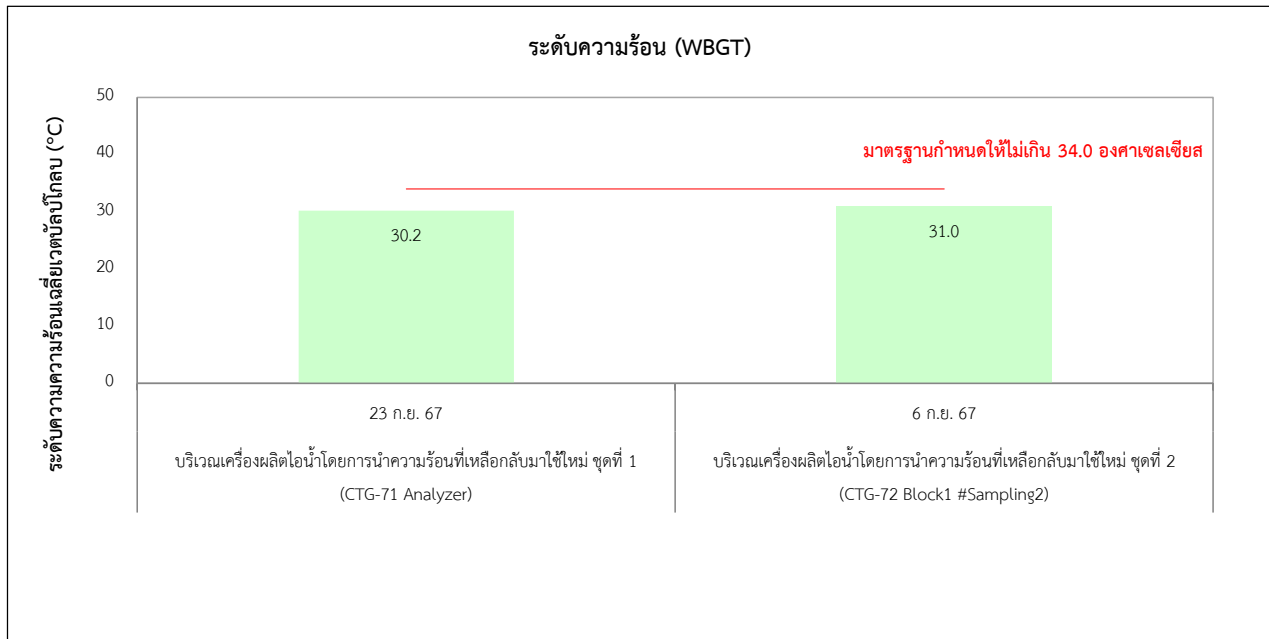 ระดับความร้อน (WBGT)
ระดับความความร้อนเฉลี่ยเวตบัลบ์โกลบ (°C)
50
40
30
20
10
0
มาตรฐานกำหนดให้ไม่เกิน 34.0 องศาเซลเซียส
30.2
31.0
23 ก.ย. 67
6 ก.ย. 67
บริเวณเครื่องผลิตไอน้ำโดยการนำความร้อนที่เหลือกลับมาใช้ใหม่ ชุดที่ 1
(CTG-71 Analyzer)
บริเวณเครื่องผลิตไอน้ำโดยการนำความร้อนที่เหลือกลับมาใช้ใหม่ ชุดที่ 2
(CTG-72 Block1 #Sampling2)